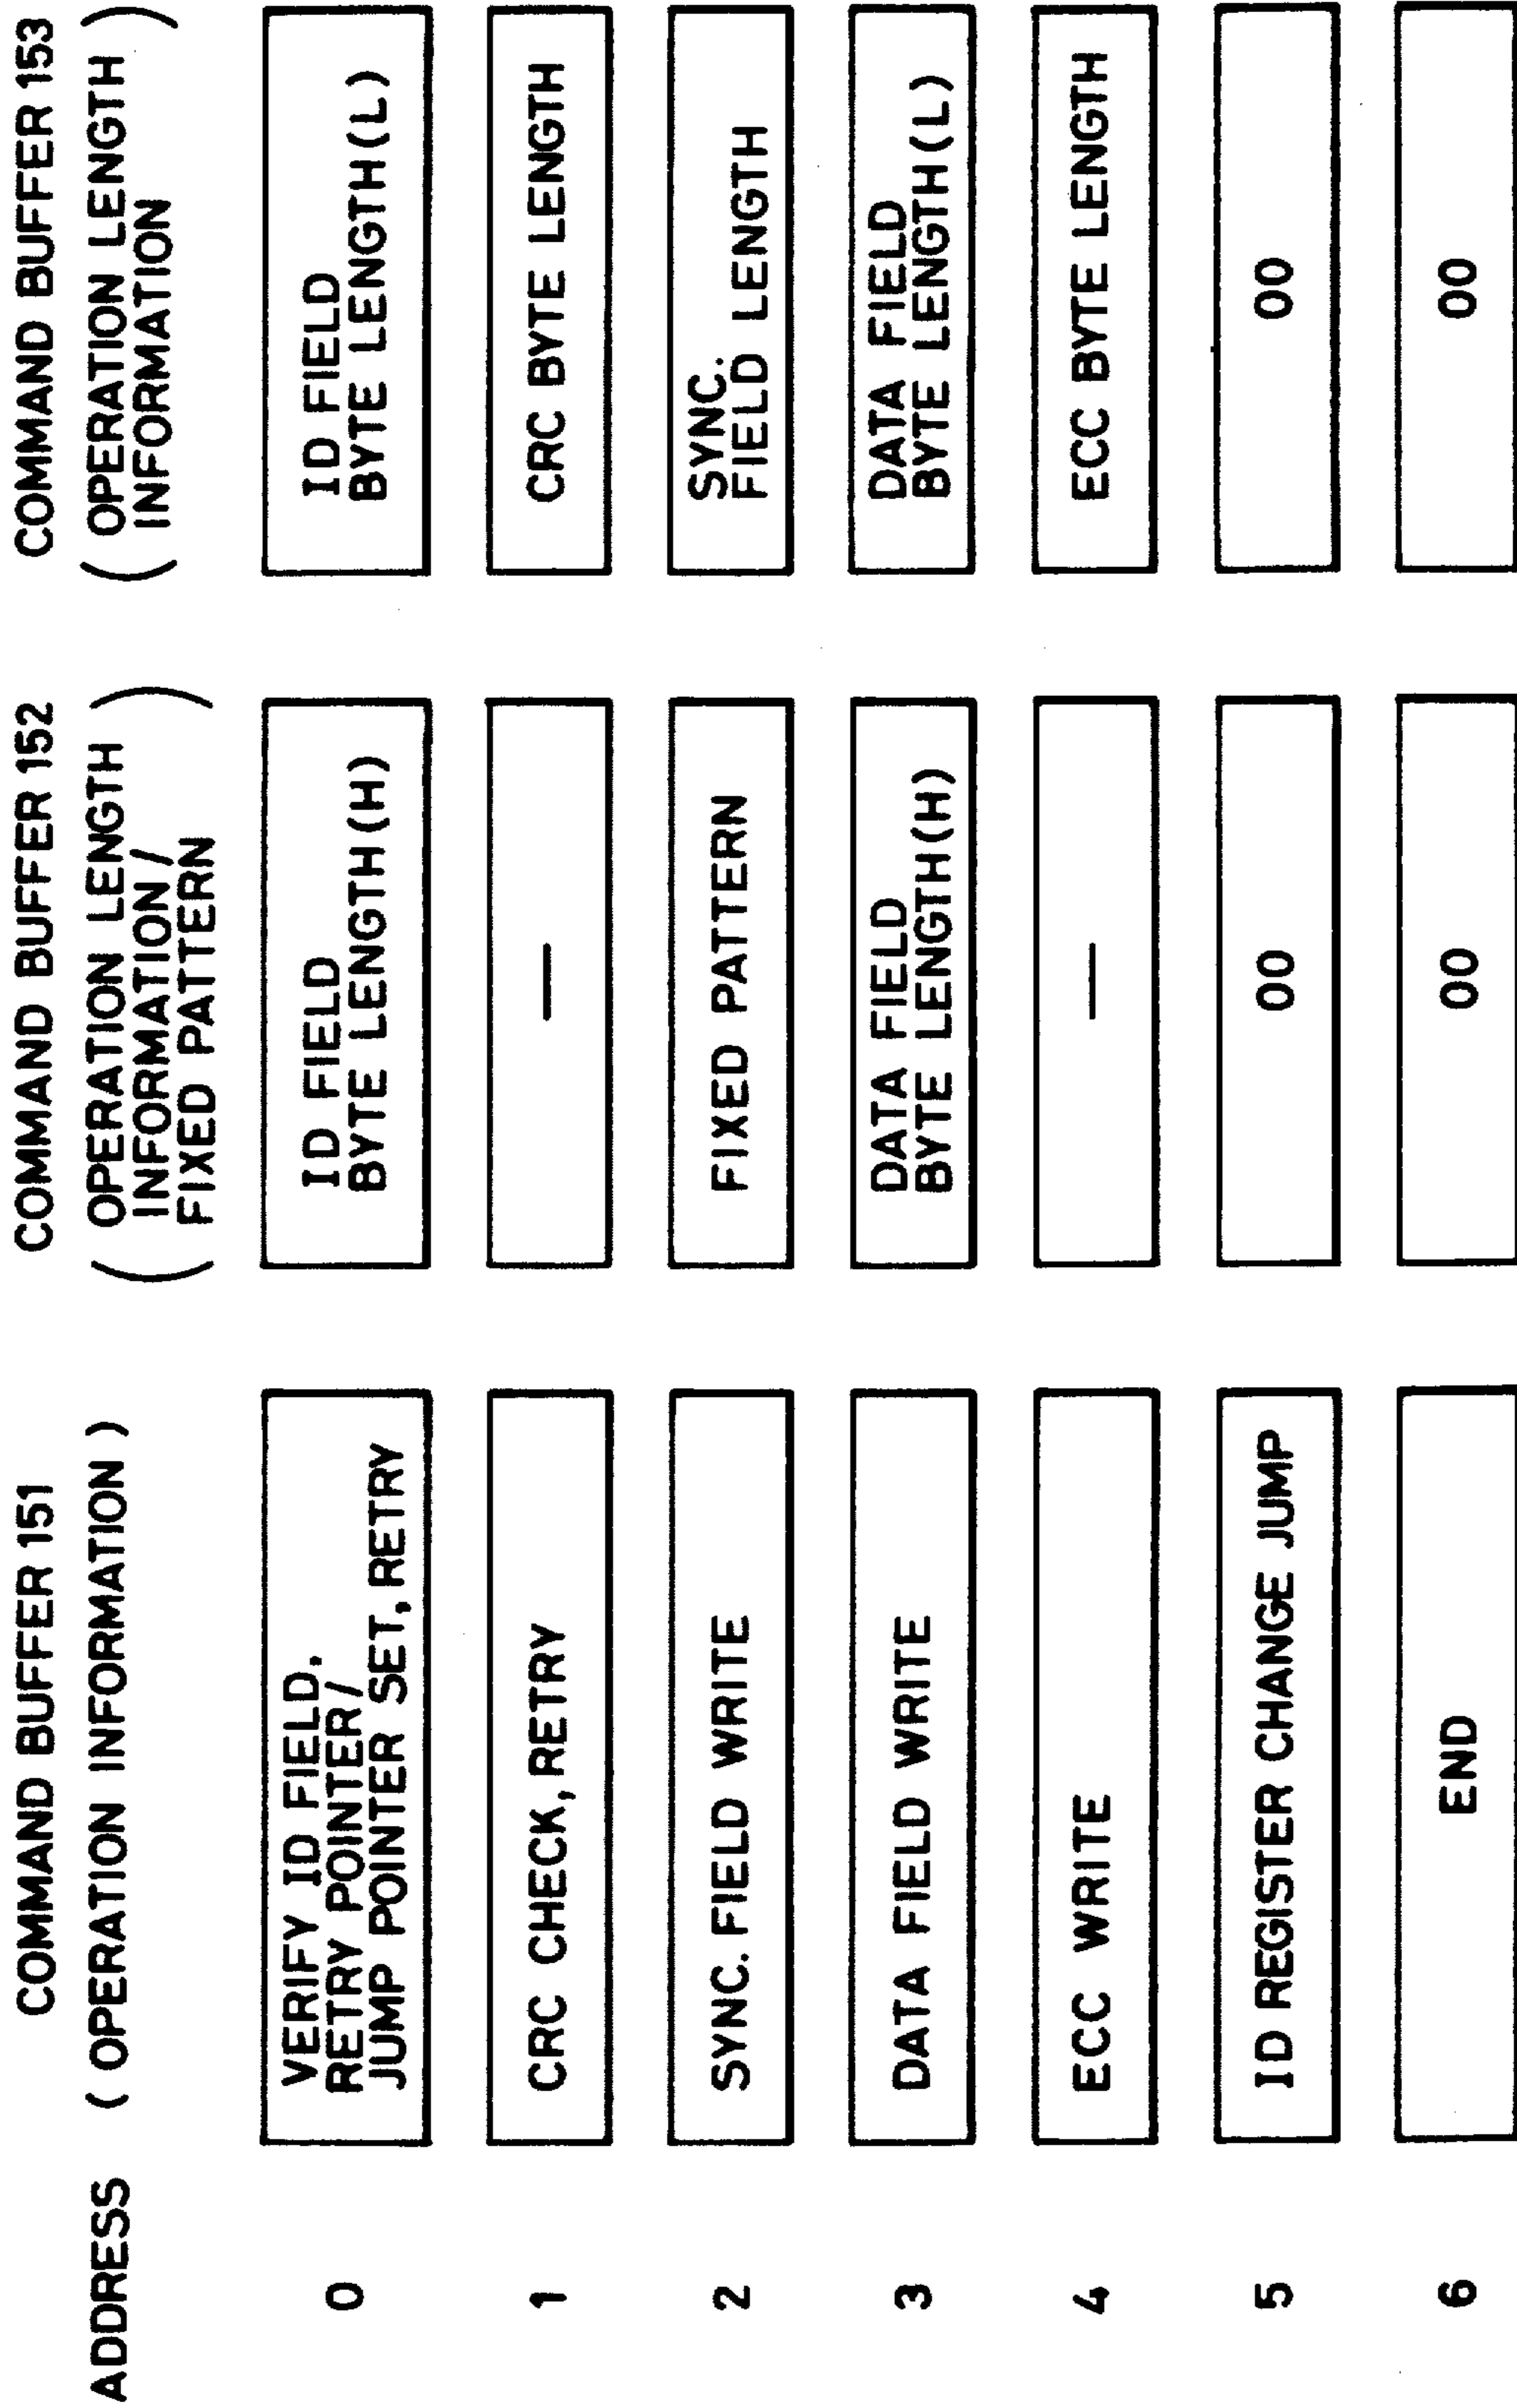 COMMAND BUFFER 151
COMMAND BUFFER 152
COMMAND BUFFER 153
ADDRESS
( OPERATION INFORMATION )
( OPERATION LENGTH
INFORMATION /
FIXED PATTERN )
( OPERATION LENGTH
INFORMATION )
0
VERIFY ID FIELD,
RETRY POINTER/
JUMP POINTER SET, RETRY
ID FIELD
BYTE LENGTH(H)
ID FIELD
BYTE LENGTH(L)
1
CRC CHECK, RETRY
—
CRC BYTE LENGTH
2
SYNC. FIELD WRITE
FIXED PATTERN
SYNC.
FIELD LENGTH
3
DATA FIELD WRITE
DATA FIELD
BYTE LENGTH(H)
DATA FIELD
BYTE LENGTH(L)
4
ECC WRITE
—
ECC BYTE LENGTH
5
ID REGISTER CHANGE JUMP
00
00
6
END
00
00